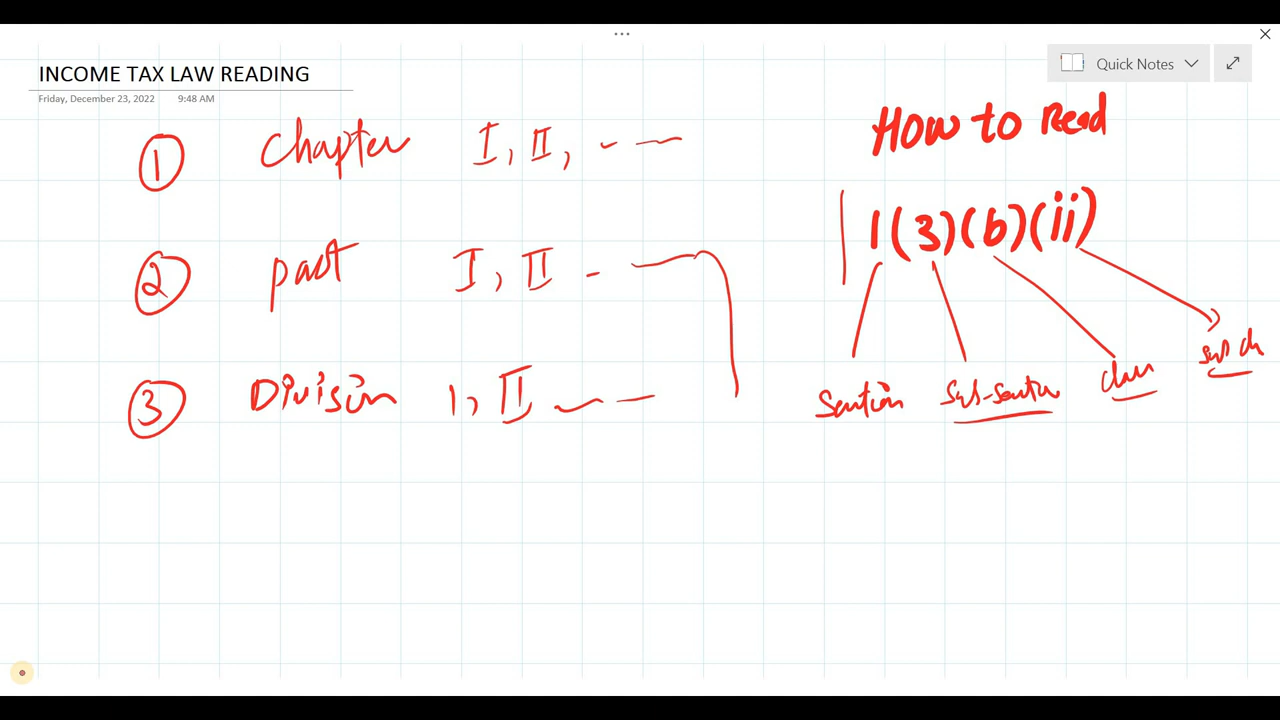 INCOME TAX LAW READING
Friday, December 23, 2022 9:48 AM
Quick Notes
1 Chapter I, II, - —
2 part I, II - —
3 Division 1, II — —
How to Read
1(3)(b)(ii)
Section Sub-Section